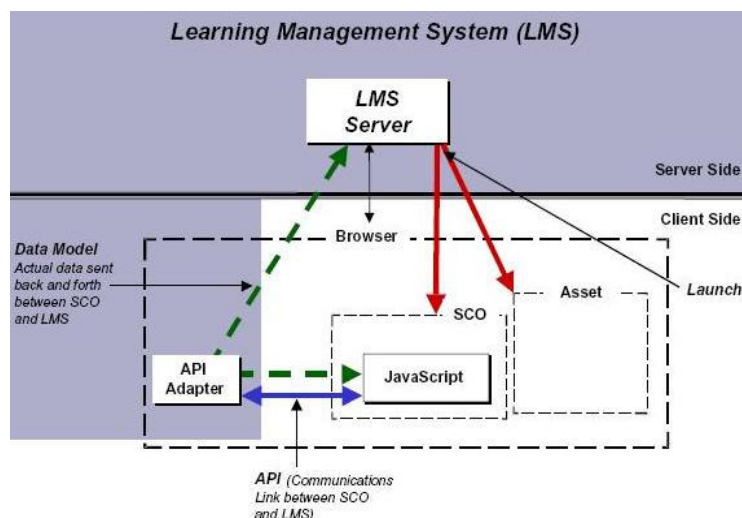 Learning Management System (LMS)
LMS
Server
Server Side
Client Side
Data Model
Actual data sent
back and forth
between SCO
and LMS
Browser
Launch
Asset
SCO
API
Adapter
JavaScript
API (Communications
Link between SCO
and LMS)